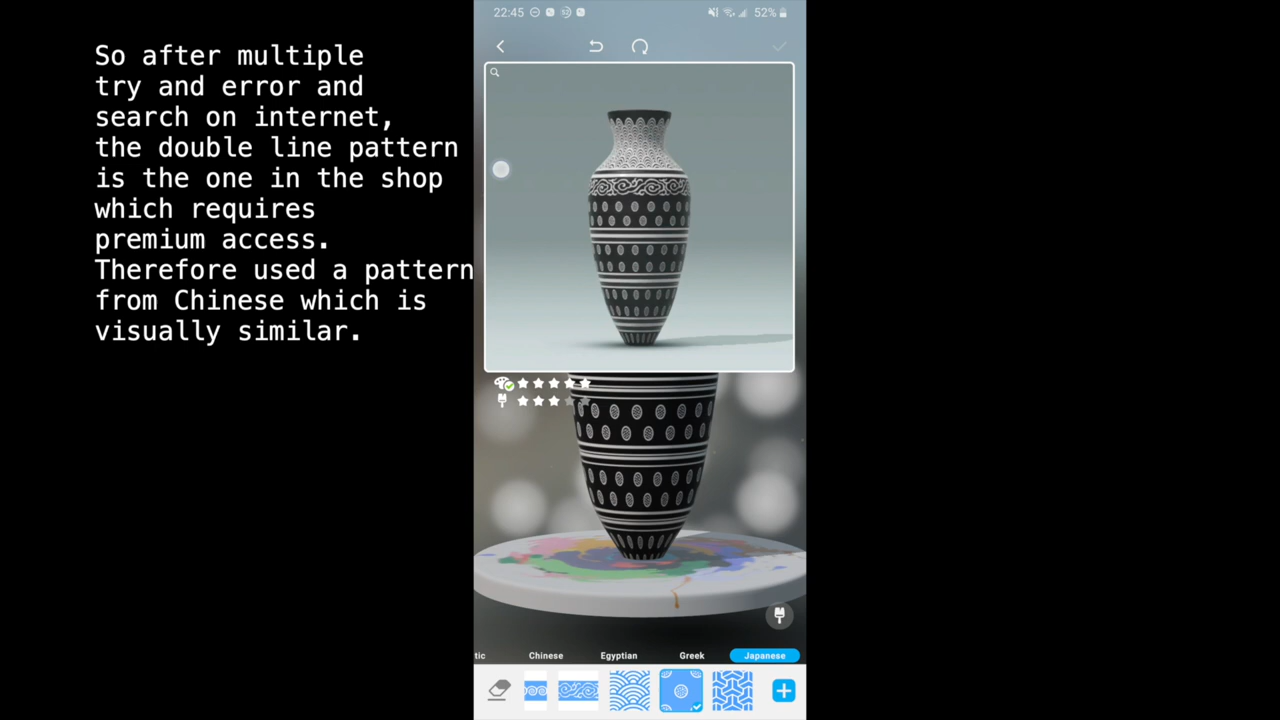 So after multiple
try and error and
search on internet,
the double line pattern
is the one in the shop
which requires
premium access.
Therefore used a pattern
from Chinese which is
visually similar.
22:45
52%
tic
Chinese
Egyptian
Greek
Japanese